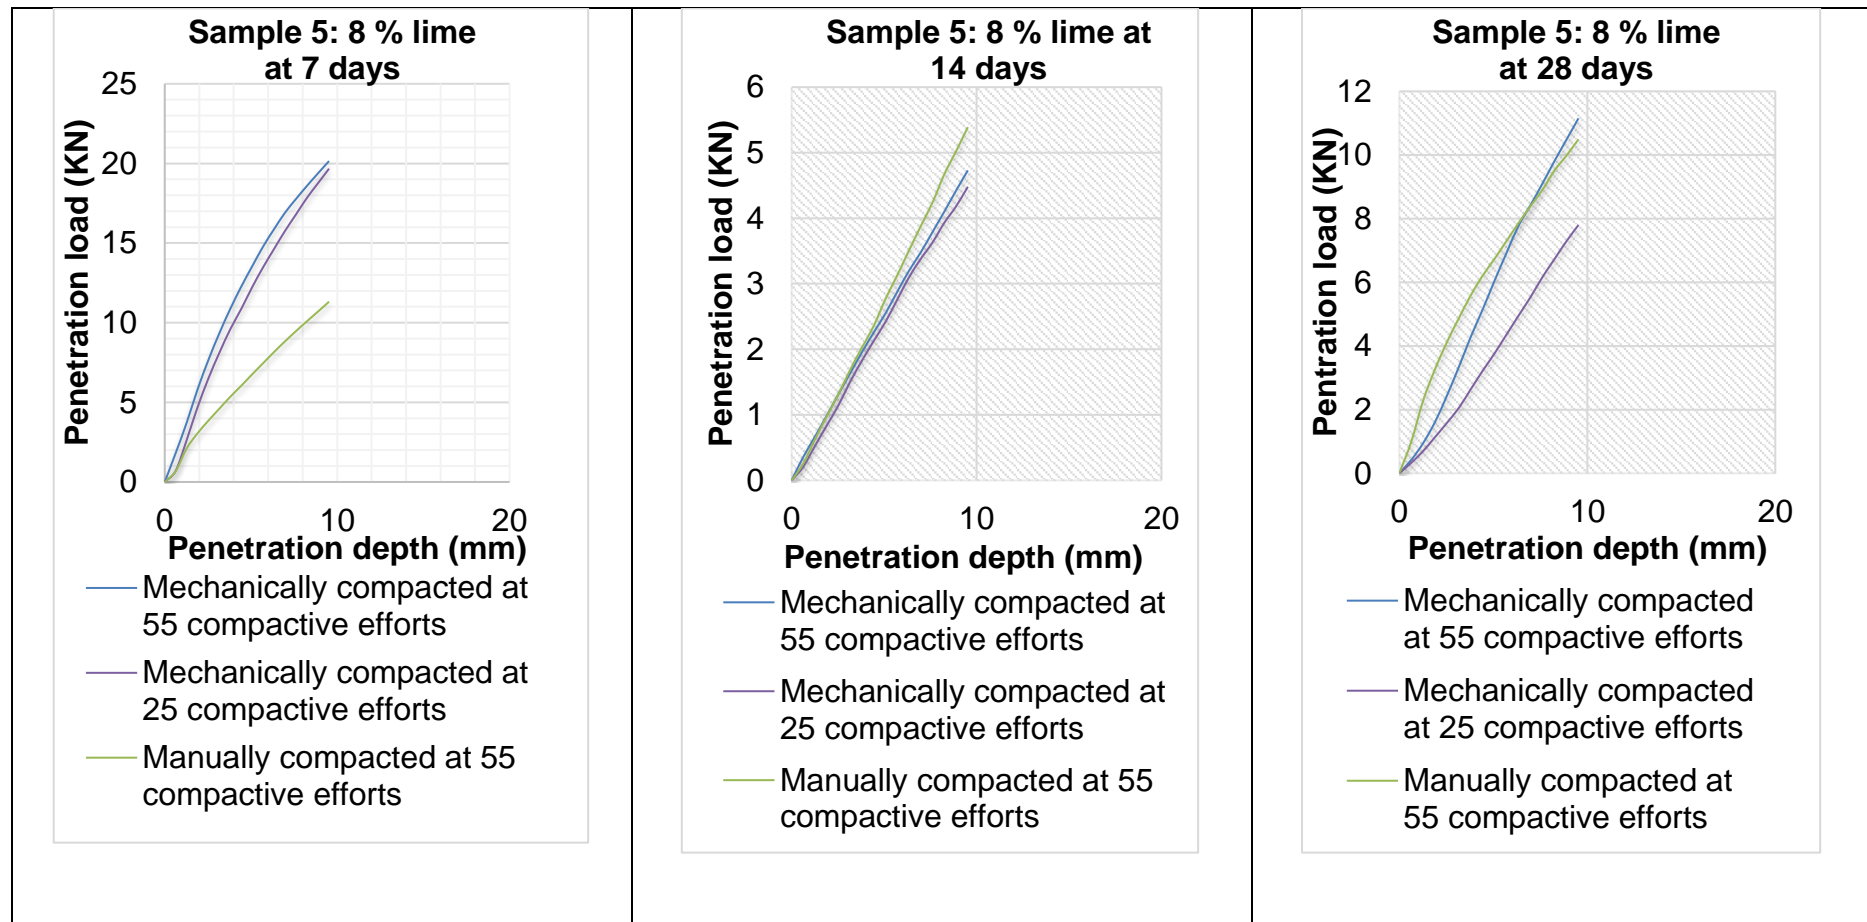 Sample 5: 8 % lime
at 7 days
25
20
15
10
5
0
Penetration load (KN)
0 10 20
Penetration depth (mm)
Mechanically compacted at
55 compactive efforts
Mechanically compacted at
25 compactive efforts
Manually compacted at 55
compactive efforts
Sample 5: 8 % lime at
14 days
6
5
4
3
2
1
0
Penetration load (KN)
0 10 20
Penetration depth (mm)
Mechanically compacted at
55 compactive efforts
Mechanically compacted at
25 compactive efforts
Manually compacted at 55
compactive efforts
Sample 5: 8 % lime
at 28 days
12
10
8
6
4
2
0
Pentration load (KN)
0 10 20
Penetration depth (mm)
Mechanically compacted
at 55 compactive efforts
Mechanically compacted
at 25 compactive efforts
Manually compacted at
55 compactive efforts